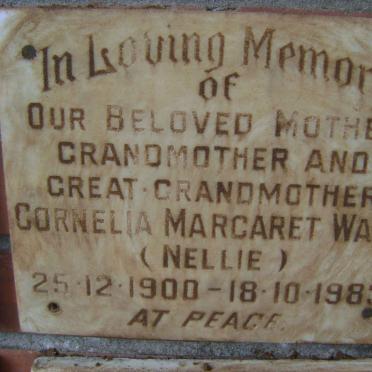 In Loving Memor
of
OUR BELOVED MOTHE
GRANDMOTHER AND
GREAT·GRANDMOTHER
CORNELIA MARGARET WA
( NELLIE )
25·12·1900-18·10·198
AT PEACE.